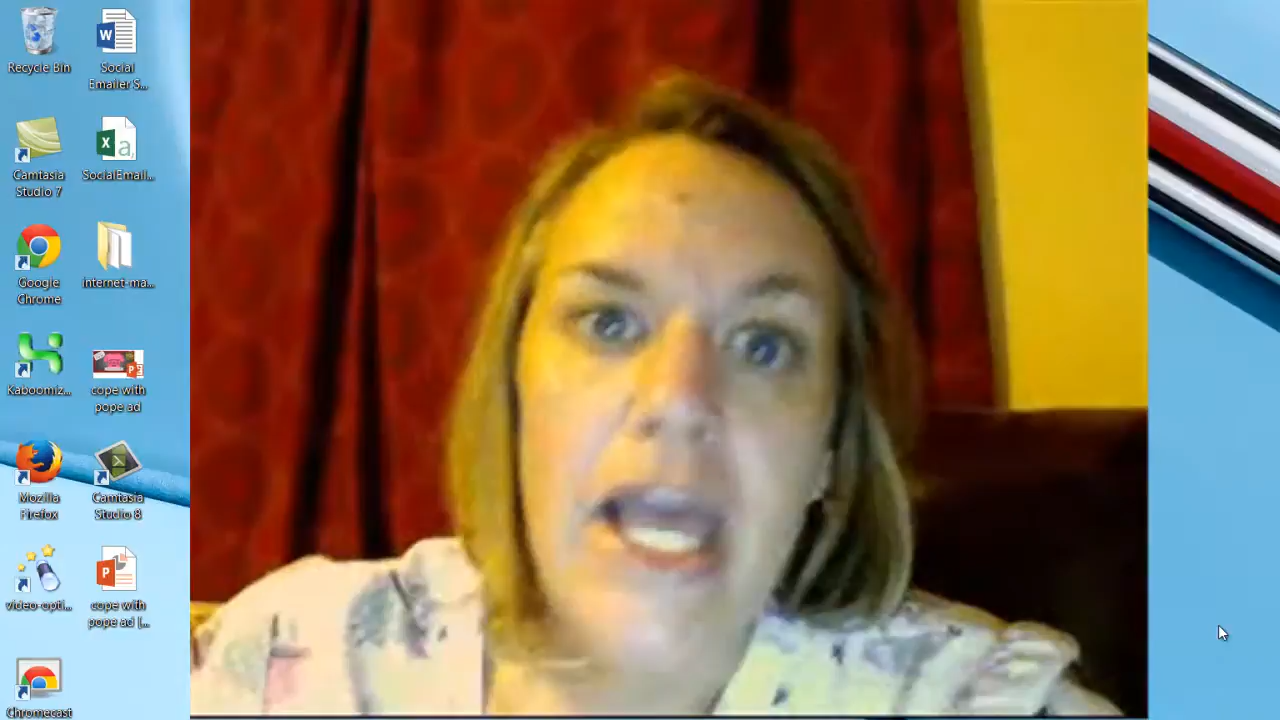 Recycle Bin
Social
Emailer S...
Camtasia
Studio 7
SocialEmail...
Google
Chrome
internet-ma...
Kaboomiz...
cope with
pope ad
Mozilla
Firefox
Camtasia
Studio 8
video-opti...
cope with
pope ad [...
Chromecast